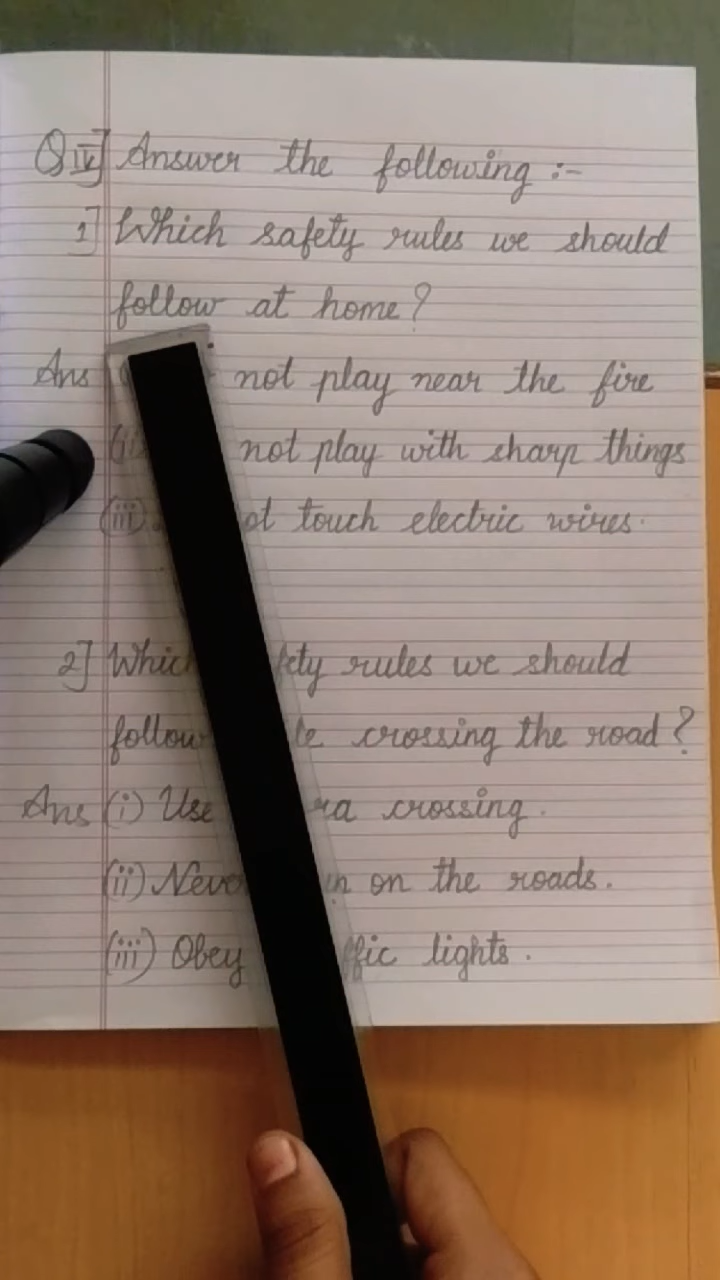 Q IV] Answer the following :-
1] Which safety rules we should
follow at home?
Ans not play near the fire
not play with sharp things
(iii) touch electric wires.
2] rules we should
crossing the road?
Ans (i) Use crossing.
(ii) on the roads.
(iii) Obey lights.